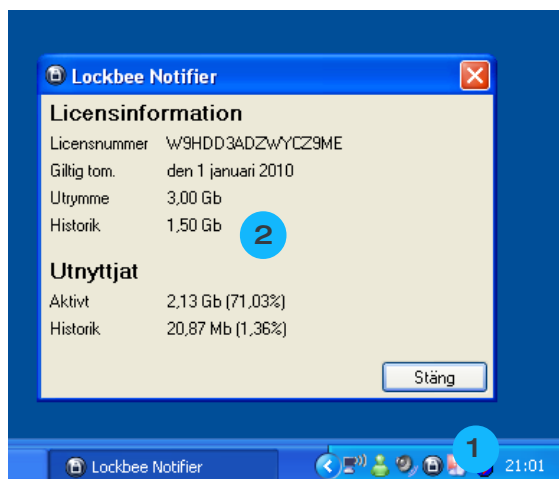 Lockbee Notifier
Licensinformation
Licensnummer W9HDD3ADZWYCZ9ME
Giltig tom. den 1 januari 2010
Utrymme 3,00 Gb
Historik 1,50 Gb
2
Utnyttjat
Aktivt 2,13 Gb (71,03%)
Historik 20,87 Mb (1,36%)
Stäng
1
Lockbee Notifier 21:01